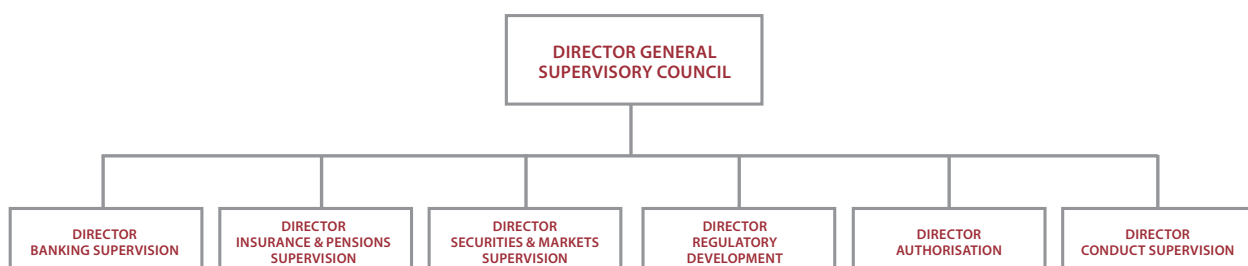 DIRECTOR GENERAL
SUPERVISORY COUNCIL
DIRECTOR
BANKING SUPERVISION
DIRECTOR
INSURANCE & PENSIONS
SUPERVISION
DIRECTOR
SECURITIES & MARKETS
SUPERVISION
DIRECTOR
REGULATORY
DEVELOPMENT
DIRECTOR
AUTHORISATION
DIRECTOR
CONDUCT SUPERVISION